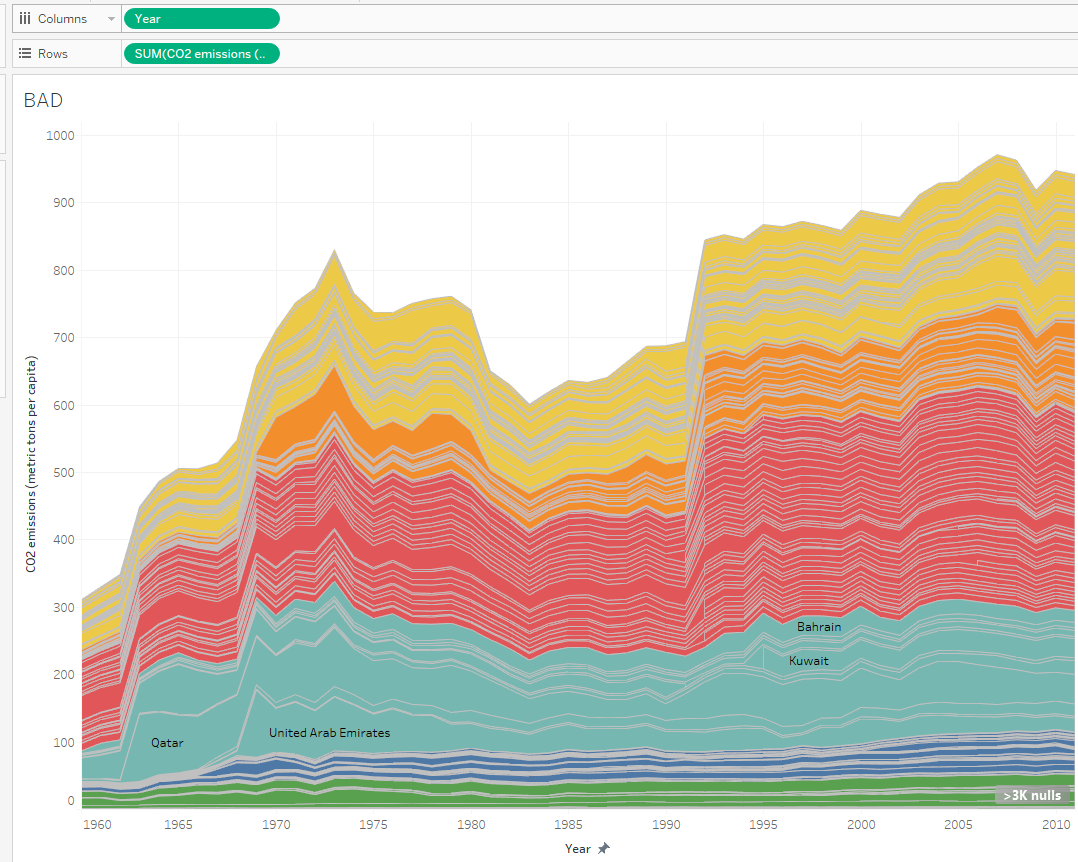 Columns
Year
Rows
SUM(CO2 emissions (..
BAD
1000
900
800
700
600
500
400
300
200
100
0
CO2 emissions (metric tons per capita)
Bahrain
Kuwait
Qatar
United Arab Emirates
>3K nulls
1960 1965 1970 1975 1980 1985 1990 1995 2000 2005 2010
Year